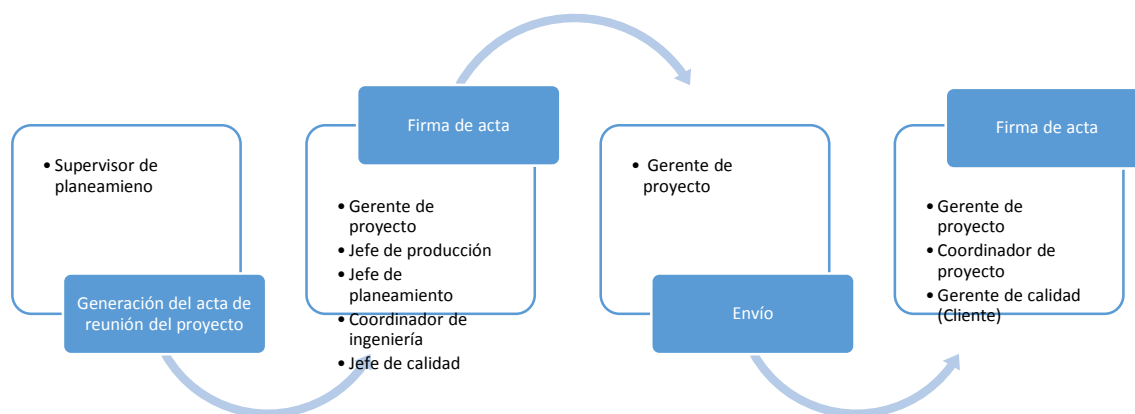 • Supervisor de
planeamieno
Generación del acta de
reunión del proyecto
Firma de acta
• Gerente de
proyecto
• Jefe de producción
• Jefe de
planeamiento
• Coordinador de
ingeniería
• Jefe de calidad
• Gerente de
proyecto
Envío
Firma de acta
• Gerente de
proyecto
• Coordinador de
proyecto
• Gerente de calidad
(Cliente)